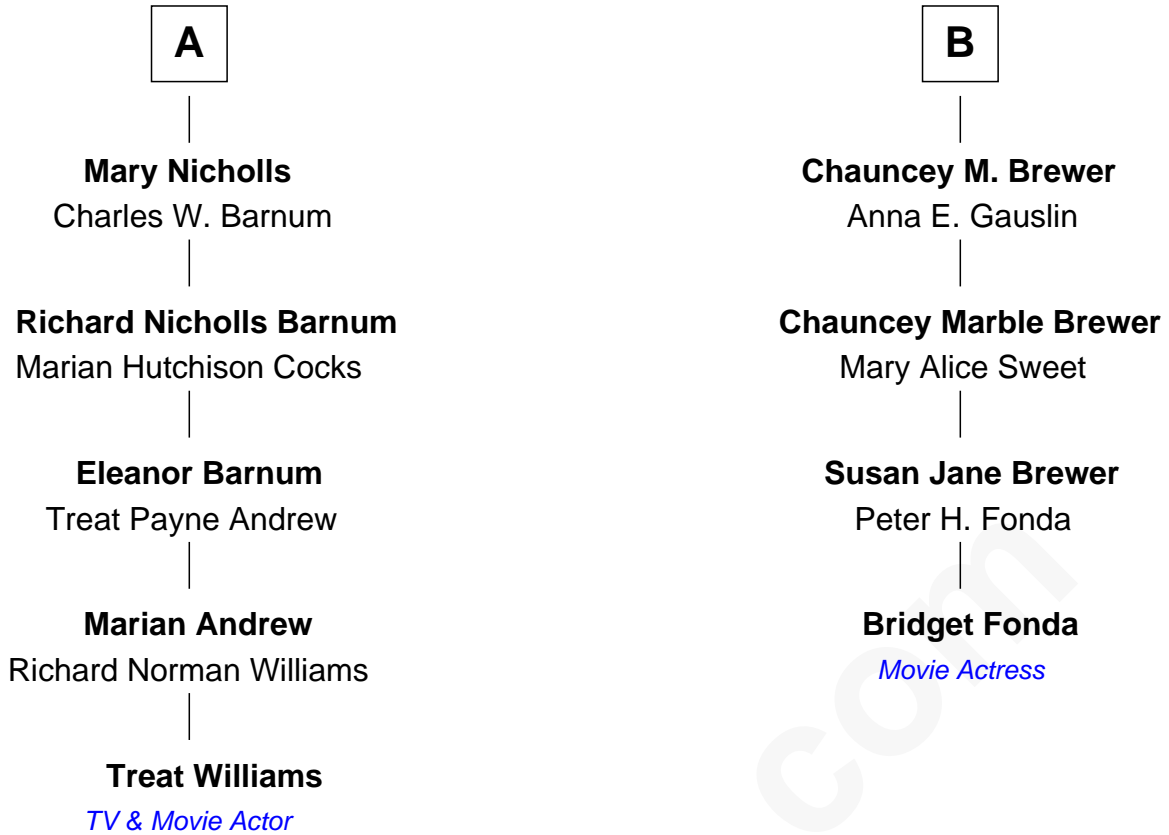 A
Mary Nicholls
Charles W. Barnum
Richard Nicholls Barnum
Marian Hutchison Cocks
Eleanor Barnum
Treat Payne Andrew
Marian Andrew
Richard Norman Williams
Treat Williams
TV & Movie Actor
B
Chauncey M. Brewer
Anna E. Gauslin
Chauncey Marble Brewer
Mary Alice Sweet
Susan Jane Brewer
Peter H. Fonda
Bridget Fonda
Movie Actress
com